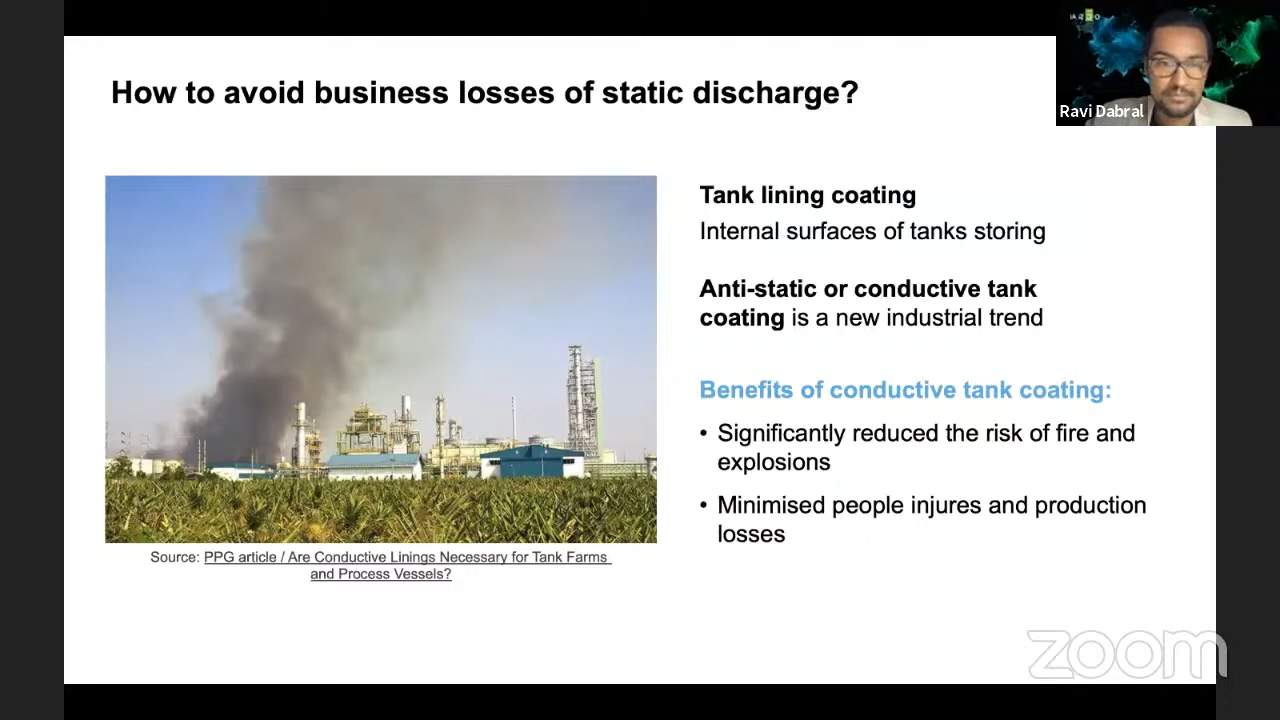 How to avoid business losses of static discharge?
Ravi Dabral
Tank lining coating
Internal surfaces of tanks storing
Anti-static or conductive tank
coating is a new industrial trend
Benefits of conductive tank coating:
• Significantly reduced the risk of fire and
explosions
• Minimised people injures and production
losses
Source: PPG article / Are Conductive Linings Necessary for Tank Farms
and Process Vessels?
zoom